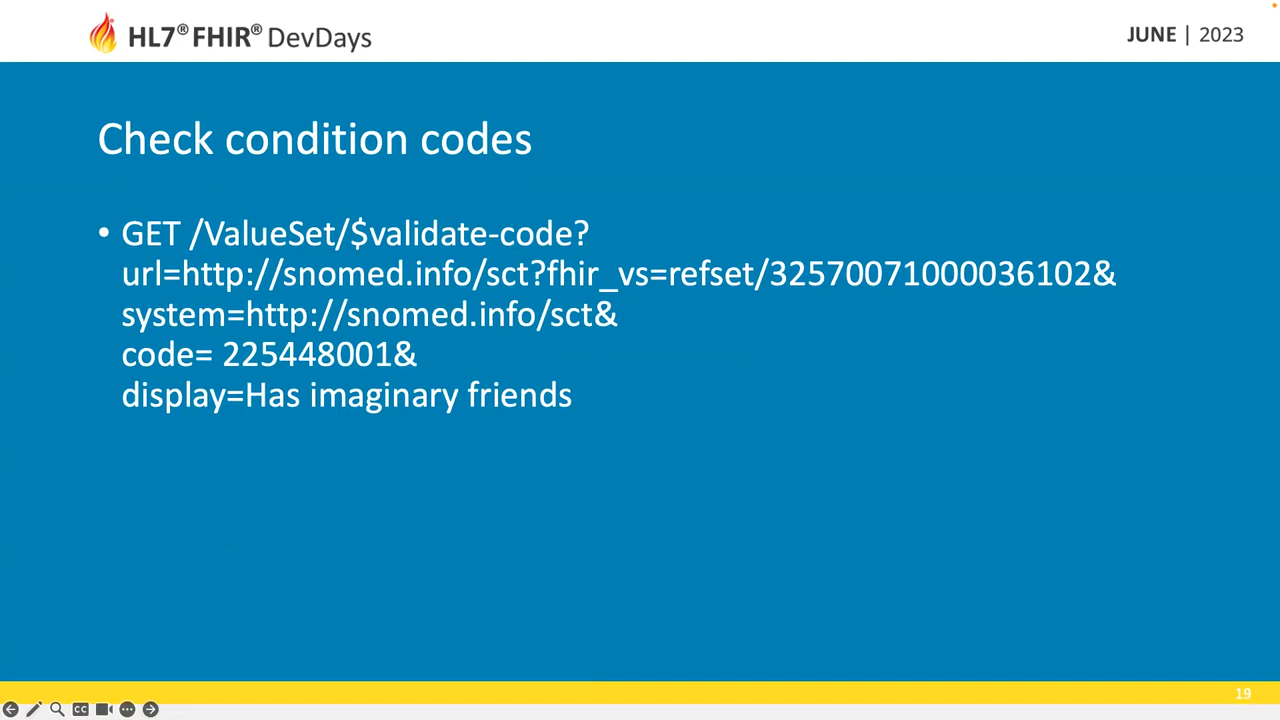 HL7® FHIR® DevDays
JUNE | 2023
Check condition codes
• GET /ValueSet/$validate-code?
url=http://snomed.info/sct?fhir_vs=refset/32570071000036102&
system=http://snomed.info/sct&
code= 225448001&
display=Has imaginary friends
19
CC